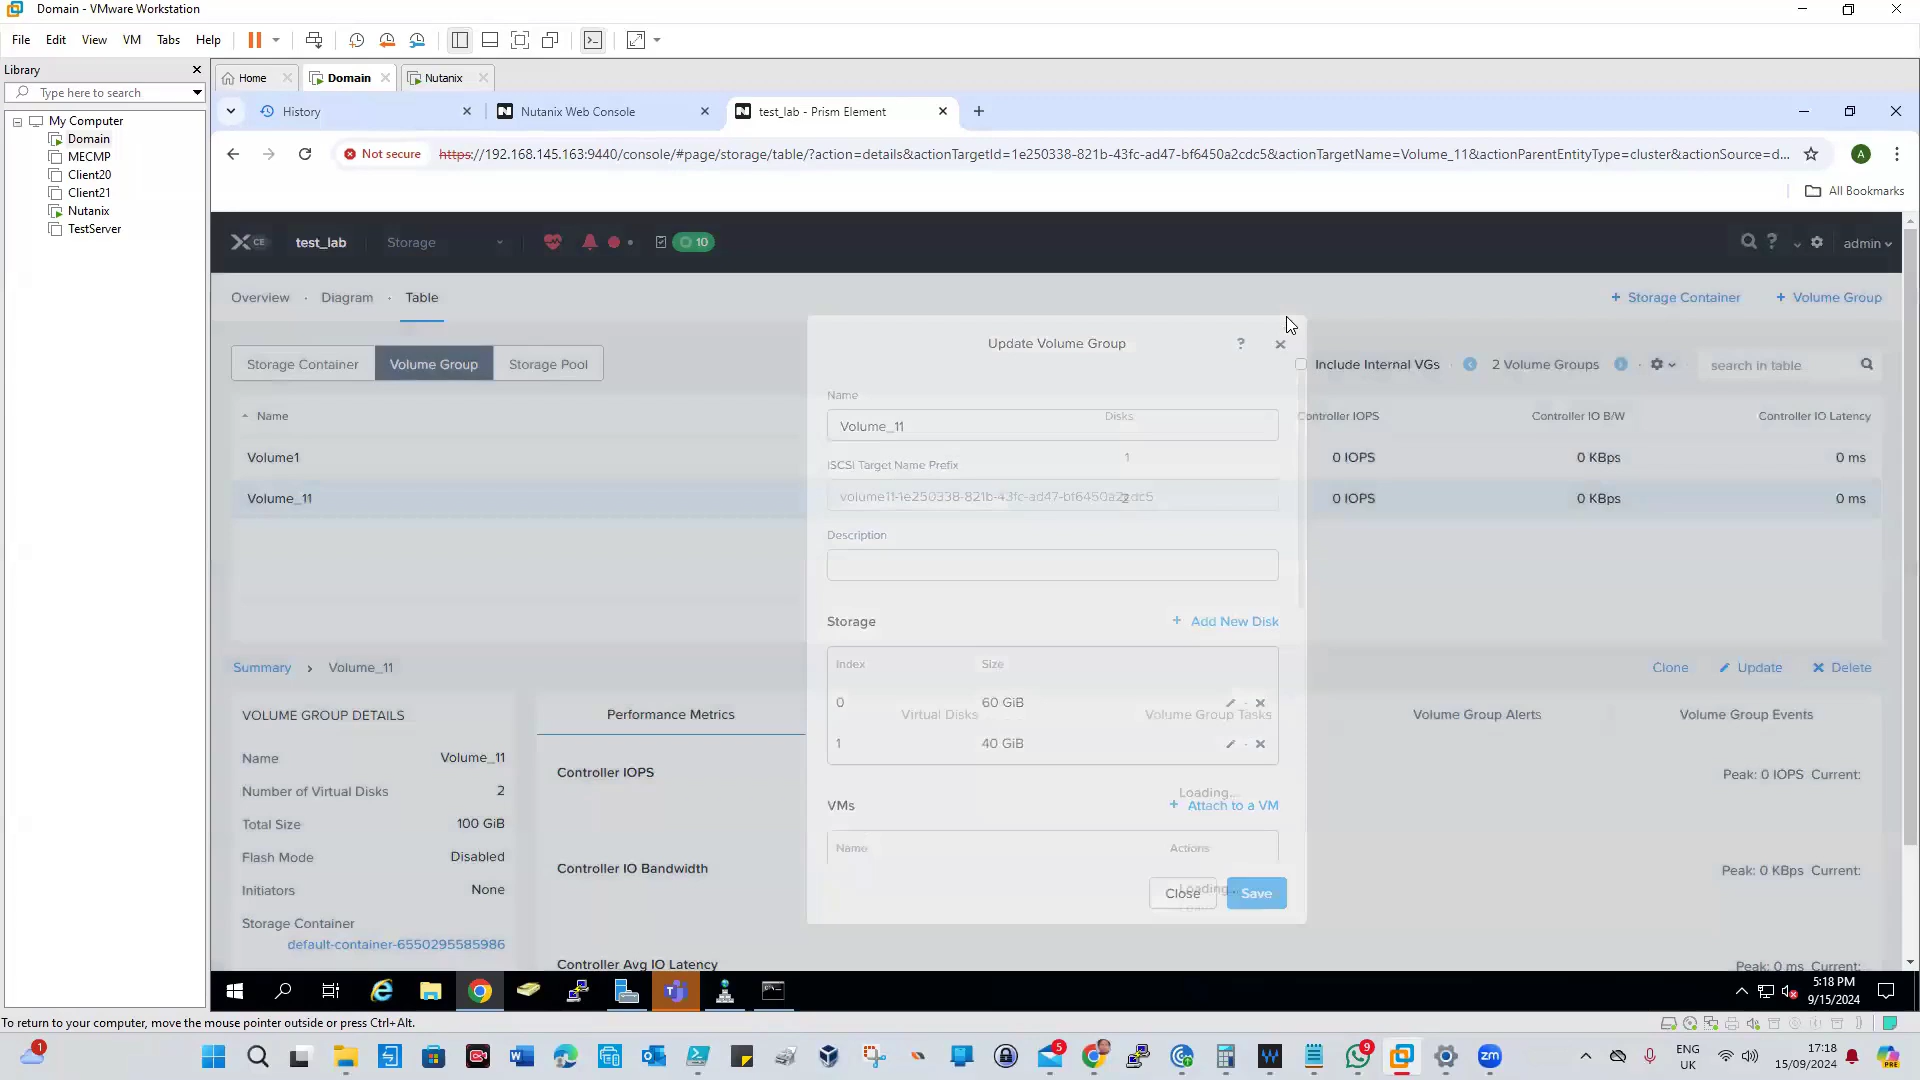 Domain - VMware Workstation
File Edit View VM Tabs Help
Library
Type here to search
My Computer
Domain
MECMP
Client20
Client21
Nutanix
TestServer
Home Domain Nutanix
History Nutanix Web Console test_lab - Prism Element
Not secure https://192.168.145.163:9440/console/#page/storage/table/?action=details&actionTargetId=1e250338-821b-43fc-ad47-bf6450a2cdc5&actionTargetName=Volume_11&actionParentEntityType=cluster&actionSource=d... A
All Bookmarks
X CE test_lab Storage 10 ? admin
Overview · Diagram · Table + Storage Container + Volume Group
Storage Container Volume Group Storage Pool Include Internal VGs 2 Volume Groups search in table
Name Disks Controller IOPS Controller IO B/W Controller IO Latency
Volume1 1 0 IOPS 0 KBps 0 ms
Volume_11 2 0 IOPS 0 KBps 0 ms
Update Volume Group ?
Name
Volume_11
iSCSI Target Name Prefix
volume11-1e250338-821b-43fc-ad47-bf6450a2cdc5
Description
Storage + Add New Disk
Index Size
0 60 GiB
1 40 GiB
VMs + Attach to a VM
Name Actions
Close Save
Summary > Volume_11 Clone Update Delete
VOLUME GROUP DETAILS
Name Volume_11
Number of Virtual Disks 2
Total Size 100 GiB
Flash Mode Disabled
Initiators None
Storage Container
default-container-6550295585986
Performance Metrics Virtual Disks Volume Group Tasks Volume Group Alerts Volume Group Events
Controller IOPS Peak: 0 IOPS Current:
Loading...
Controller IO Bandwidth Peak: 0 KBps Current:
Loading...
Controller Avg IO Latency Peak: 0 ms Current:
5:18 PM
9/15/2024
To return to your computer, move the mouse pointer outside or press Ctrl+Alt.
1
5
9
zm
ENG
UK
17:18
15/09/2024
PRE